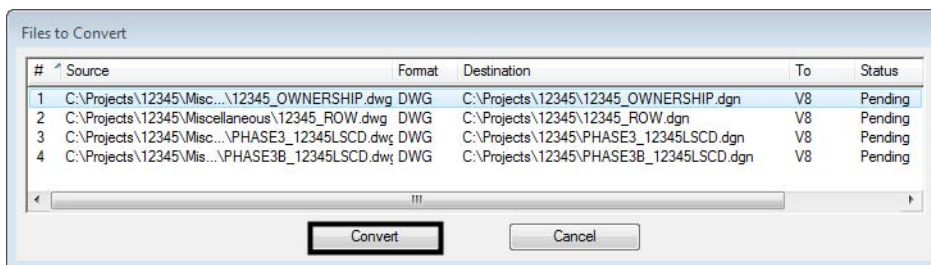 Files to Convert
# Source Format Destination To Status
1 C:\Projects\12345\Misc...\12345_OWNERSHIP.dwg DWG C:\Projects\12345\12345_OWNERSHIP.dgn V8 Pending
2 C:\Projects\12345\Miscellaneous\12345_ROW.dwg DWG C:\Projects\12345\12345_ROW.dgn V8 Pending
3 C:\Projects\12345\Misc...\PHASE3_12345LSCD.dwg DWG C:\Projects\12345\PHASE3_12345LSCD.dgn V8 Pending
4 C:\Projects\12345\Mis...\PHASE3B_12345LSCD.dwg DWG C:\Projects\12345\PHASE3B_12345LSCD.dgn V8 Pending
Convert Cancel